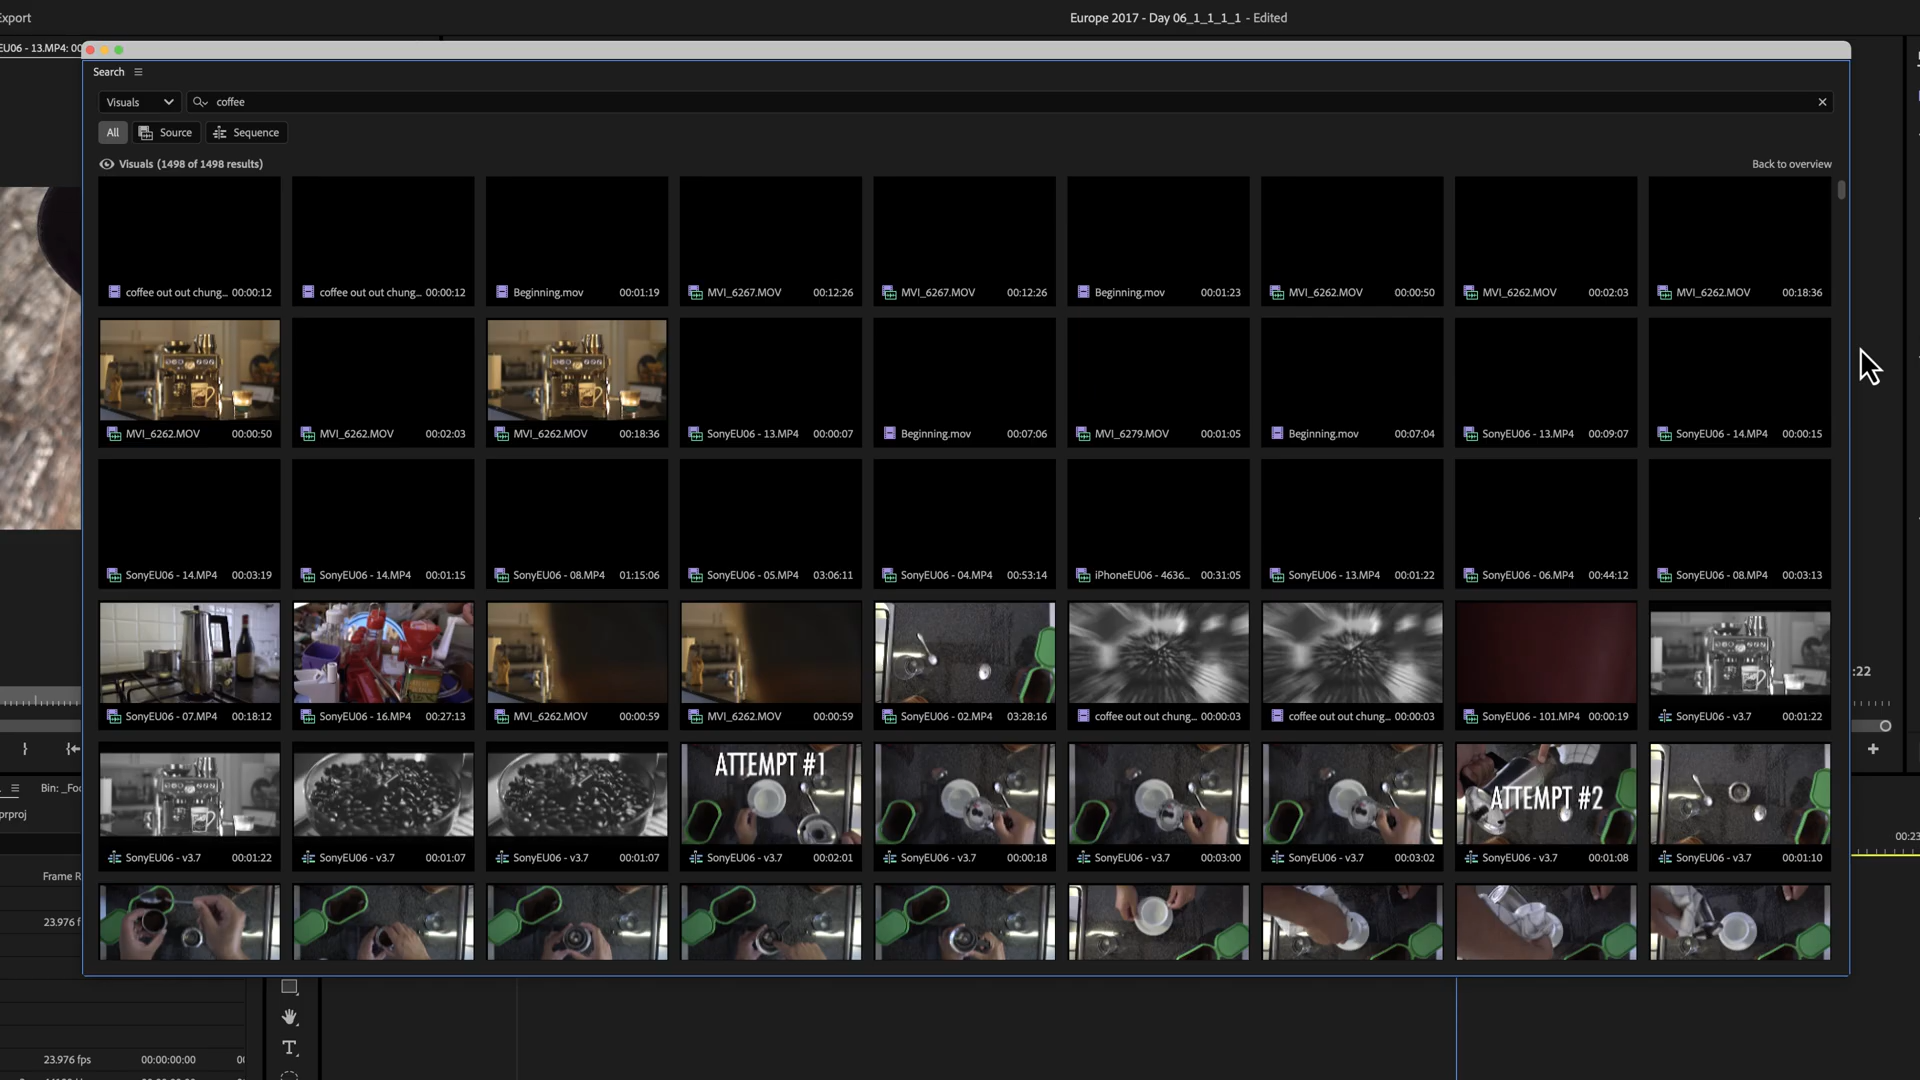 Export
Europe 2017 - Day 06_1_1_1_1 - Edited
EU06 - 13.MP4: 00
Search
Visuals
coffee
All
Source
Sequence
Visuals (1498 of 1498 results)
Back to overview
coffee out out chung... 00:00:12
coffee out out chung... 00:00:12
Beginning.mov 00:01:19
MVI_6267.MOV 00:12:26
MVI_6267.MOV 00:12:26
Beginning.mov 00:01:23
MVI_6262.MOV 00:00:50
MVI_6262.MOV 00:02:03
MVI_6262.MOV 00:18:36
MVI_6262.MOV 00:00:50
MVI_6262.MOV 00:02:03
MVI_6262.MOV 00:18:36
SonyEU06 - 13.MP4 00:00:07
Beginning.mov 00:07:06
MVI_6279.MOV 00:01:05
Beginning.mov 00:07:04
SonyEU06 - 13.MP4 00:09:07
SonyEU06 - 14.MP4 00:00:15
SonyEU06 - 14.MP4 00:03:19
SonyEU06 - 14.MP4 00:01:15
SonyEU06 - 08.MP4 01:15:06
SonyEU06 - 05.MP4 03:06:11
SonyEU06 - 04.MP4 00:53:14
iPhoneEU06 - 4636... 00:31:05
SonyEU06 - 13.MP4 00:01:22
SonyEU06 - 06.MP4 00:44:12
SonyEU06 - 08.MP4 00:03:13
SonyEU06 - 07.MP4 00:18:12
SonyEU06 - 16.MP4 00:27:13
MVI_6262.MOV 00:00:59
MVI_6262.MOV 00:00:59
SonyEU06 - 02.MP4 03:28:16
coffee out out chung... 00:00:03
coffee out out chung... 00:00:03
SonyEU06 - 101.MP4 00:00:19
SonyEU06 - v3.7 00:01:22
:22
ATTEMPT #1
ATTEMPT #2
SonyEU06 - v3.7 00:01:22
SonyEU06 - v3.7 00:01:07
SonyEU06 - v3.7 00:01:07
SonyEU06 - v3.7 00:02:01
SonyEU06 - v3.7 00:00:18
SonyEU06 - v3.7 00:03:00
SonyEU06 - v3.7 00:03:02
SonyEU06 - v3.7 00:01:08
SonyEU06 - v3.7 00:01:10
Bin: _Foo
prproj
00:23
Frame R
23.976 f
23.976 fps 00:00:00:00 00